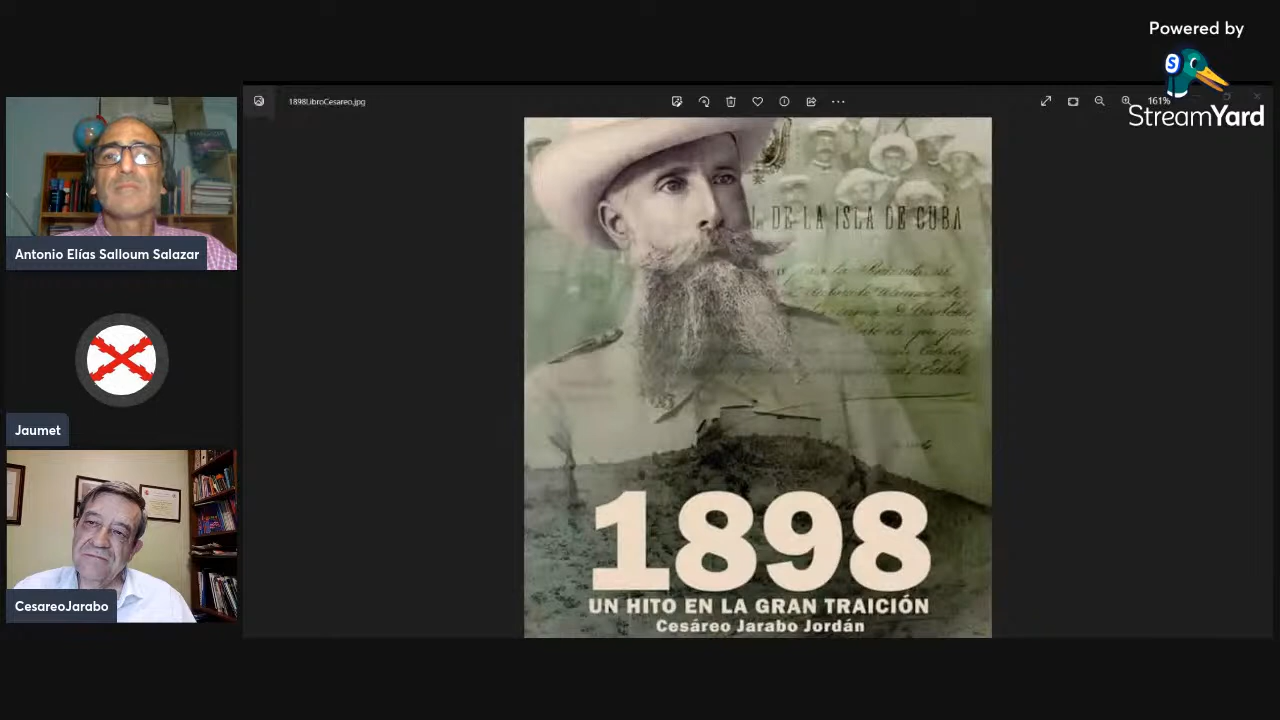 Powered by
StreamYard
1898LibroCesareo.jpg
161%
Antonio Elías Salloum Salazar
Jaumet
CesareoJarabo
DE LA ISLA DE CUBA
1898
UN HITO EN LA GRAN TRAICIÓN
Cesáreo Jarabo Jordán